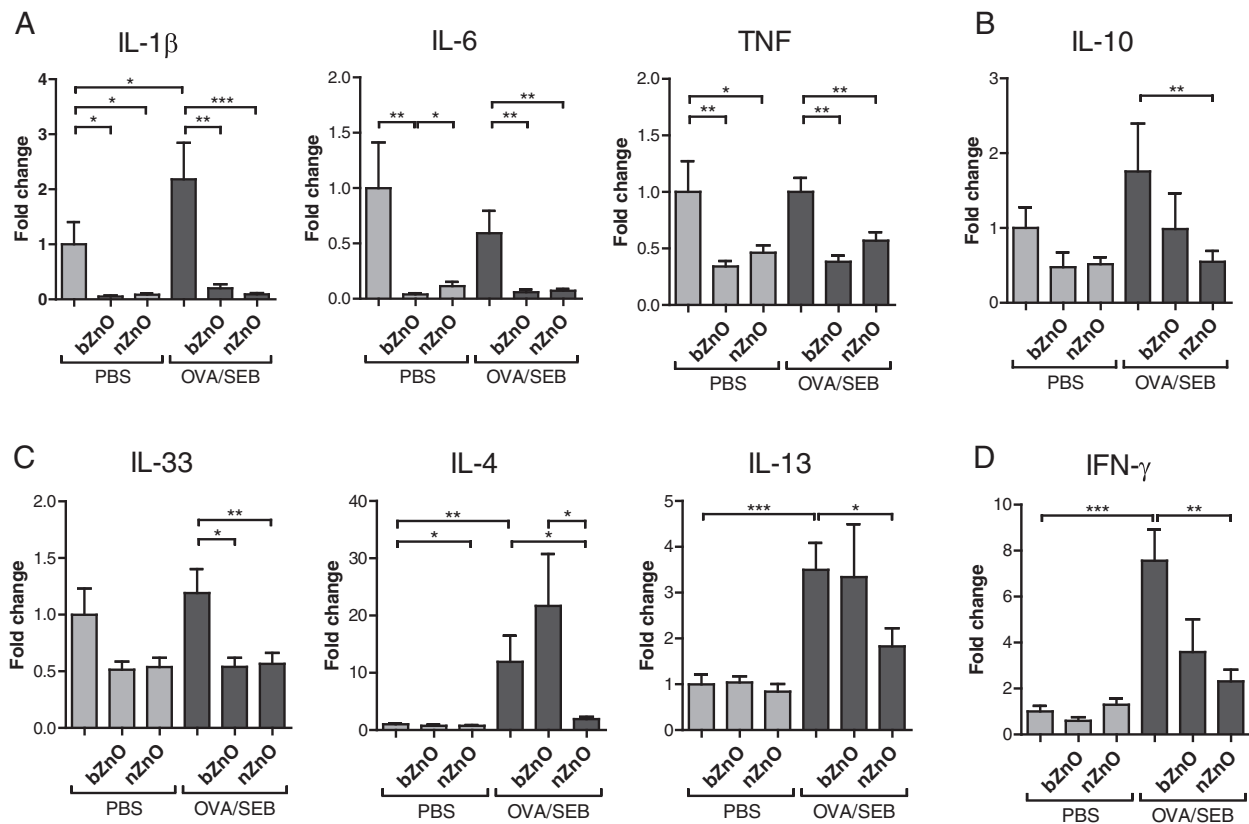 A
IL-1β
IL-6
TNF
B
IL-10
Fold change
4
3
2
1
0
*
*
*
***
**
bZnO
nZnO
bZnO
nZnO
PBS
OVA/SEB
Fold change
2.0
1.5
1.0
0.5
0.0
**
*
**
**
bZnO
nZnO
bZnO
nZnO
PBS
OVA/SEB
Fold change
2.0
1.5
1.0
0.5
0.0
*
**
**
**
bZnO
nZnO
bZnO
nZnO
PBS
OVA/SEB
Fold change
3
2
1
0
**
bZnO
nZnO
bZnO
nZnO
PBS
OVA/SEB
C
IL-33
IL-4
IL-13
D
IFN-γ
Fold change
2.0
1.5
1.0
0.5
0.0
**
*
bZnO
nZnO
bZnO
nZnO
PBS
OVA/SEB
Fold change
40
30
20
10
0
**
*
*
*
bZnO
nZnO
bZnO
nZnO
PBS
OVA/SEB
Fold change
5
4
3
2
1
0
***
*
bZnO
nZnO
bZnO
nZnO
PBS
OVA/SEB
Fold change
10
8
6
4
2
0
***
**
bZnO
nZnO
bZnO
nZnO
PBS
OVA/SEB